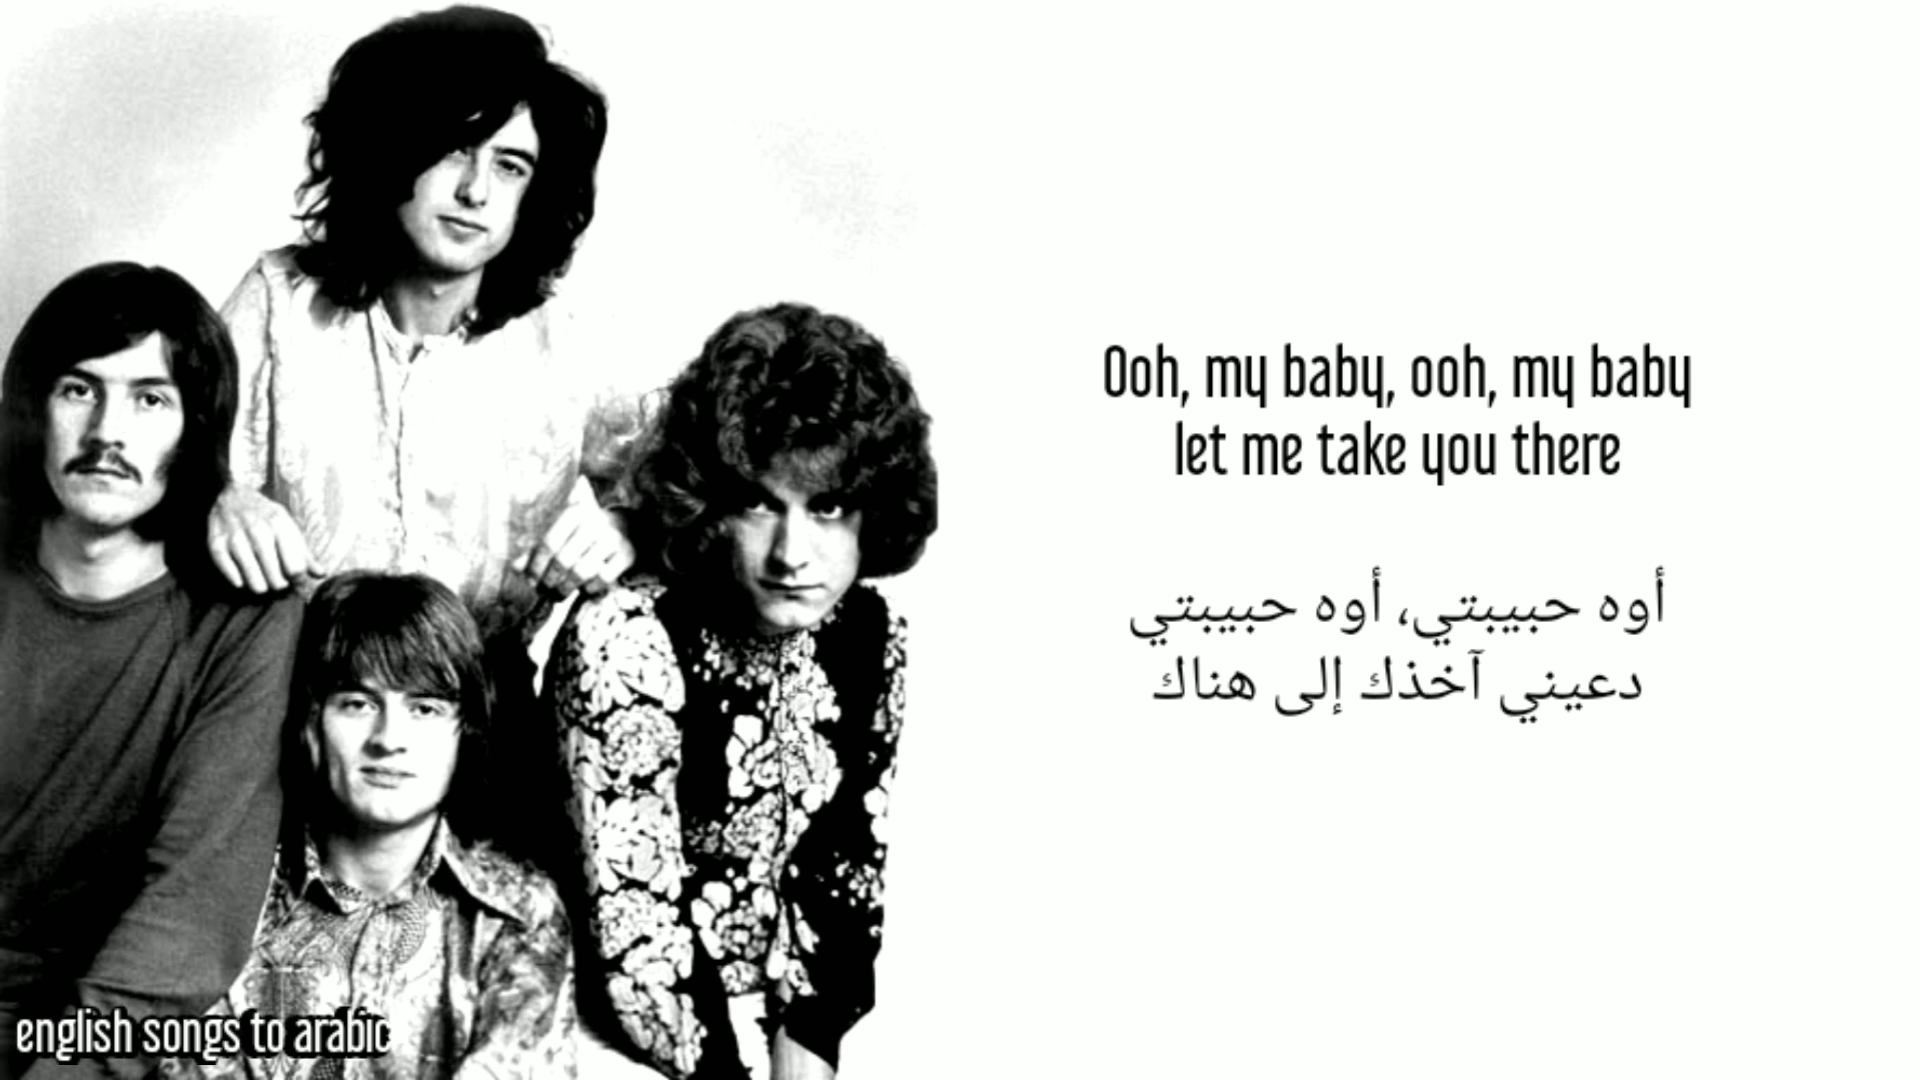 Ooh, my baby, ooh, my baby
let me take you there
أوه حبيبتي، أوه حبيبتي
دعيني آخذك إلى هناك
english songs to arabic